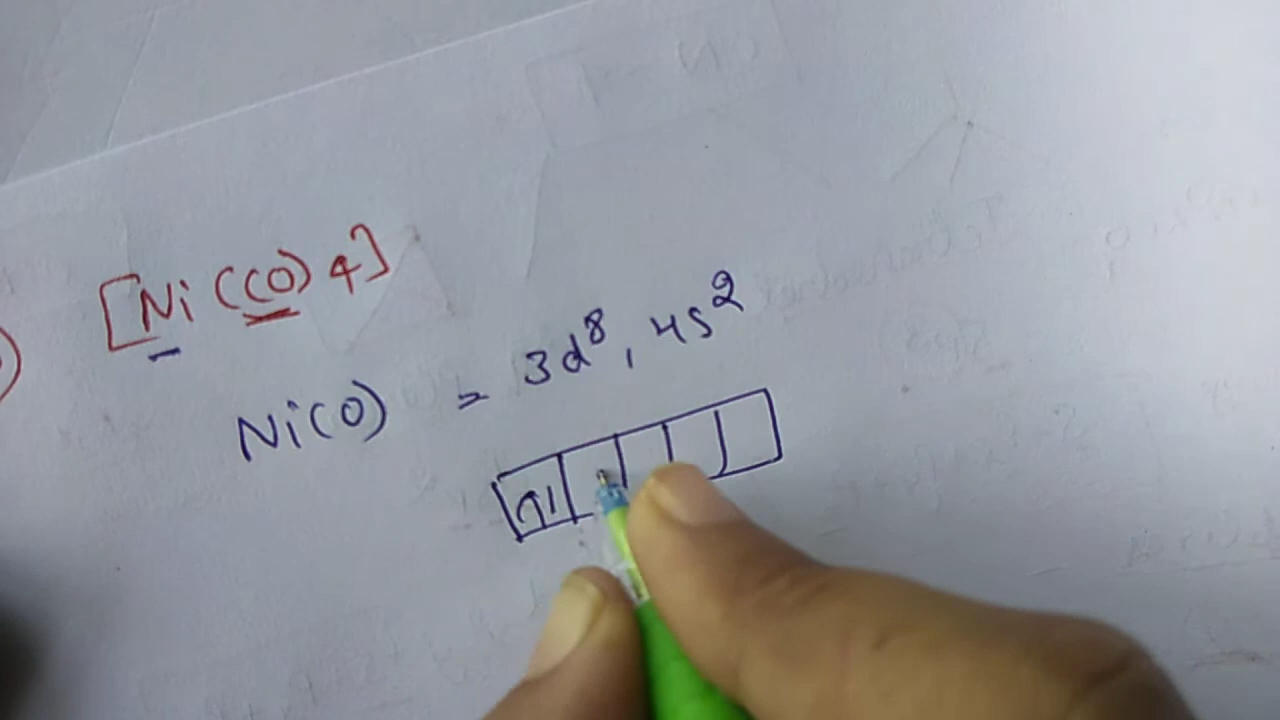 [Ni(CO)4]
Ni(0) = 3d⁸, 4s²